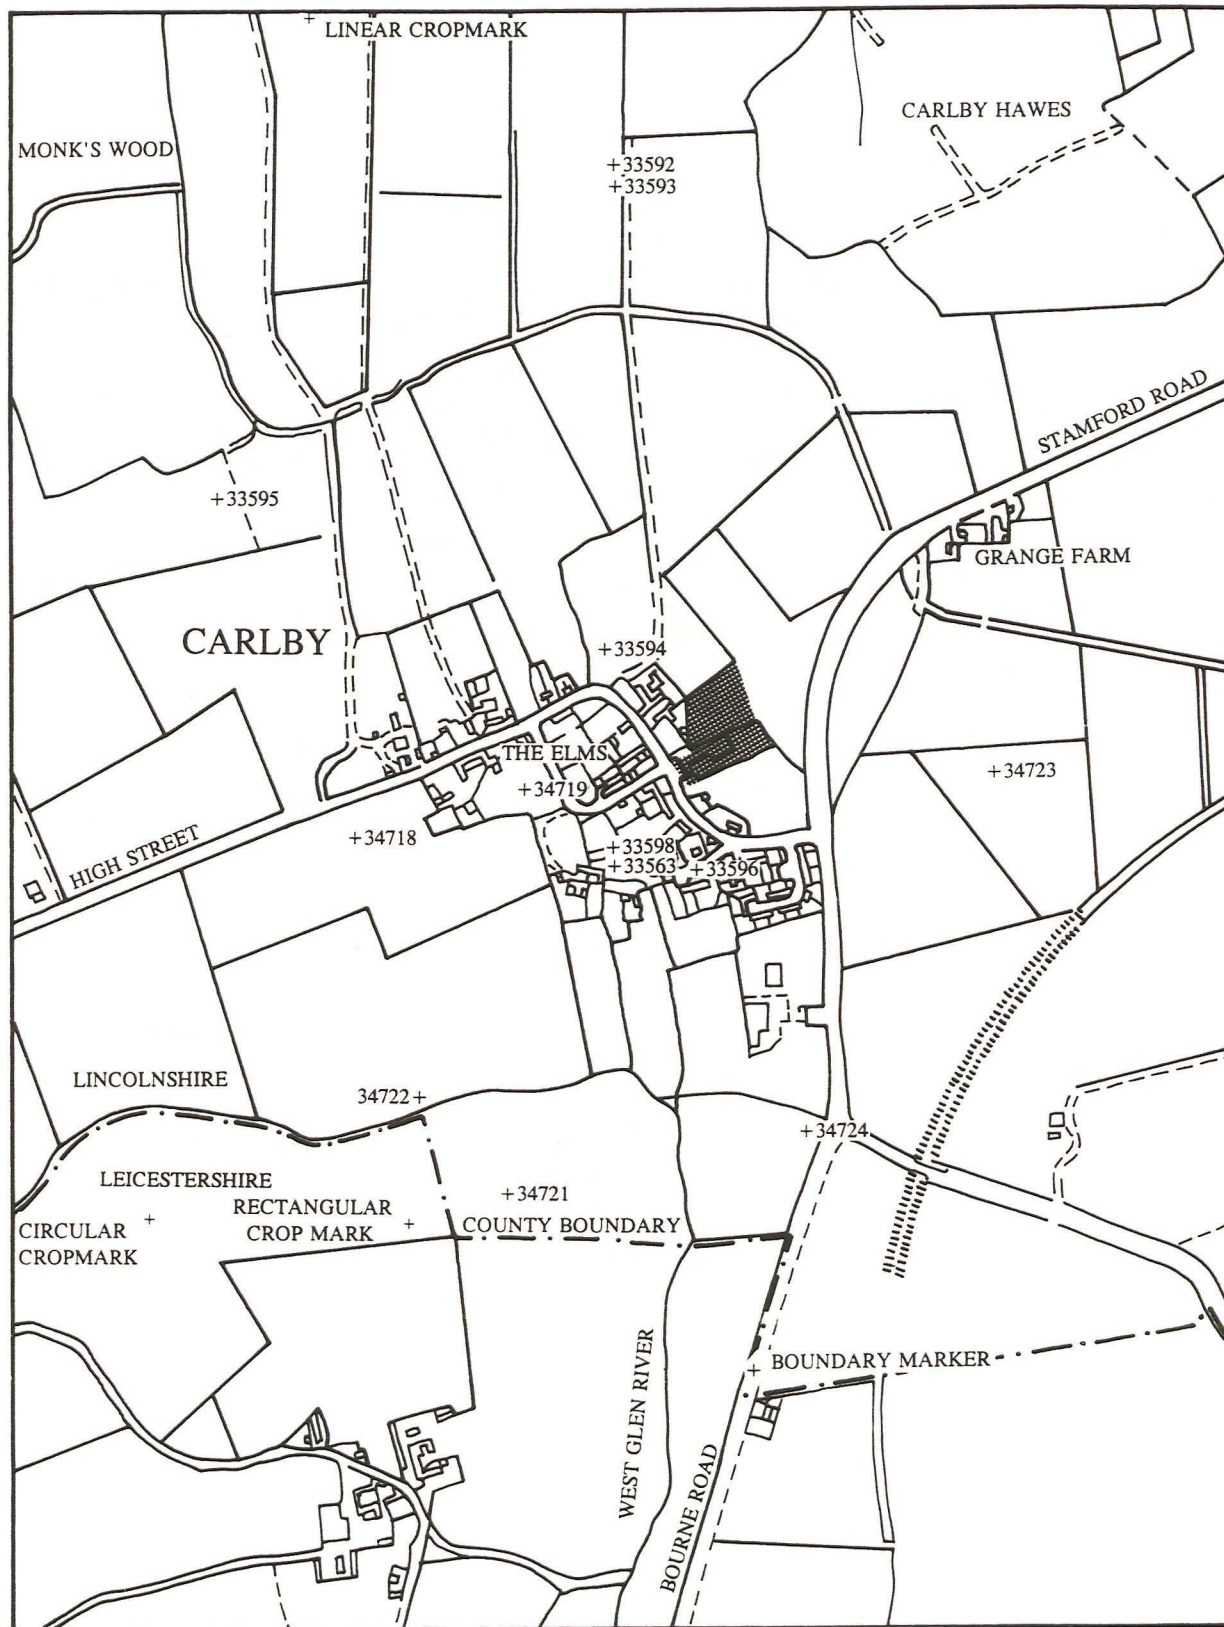 + LINEAR CROPMARK
CARLBY HAWES
MONK'S WOOD
+33592
+33593
STAMFORD ROAD
+33595
GRANGE FARM
CARLBY
+33594
THE ELMS
+34723
+34719
+34718
HIGH STREET
+33598
+33563
+33596
LINCOLNSHIRE
34722+
+34724
LEICESTERSHIRE
+34721
RECTANGULAR
CROP MARK +
COUNTY BOUNDARY
CIRCULAR +
CROPMARK
WEST GLEN RIVER
+ BOUNDARY MARKER
BOURNE ROAD